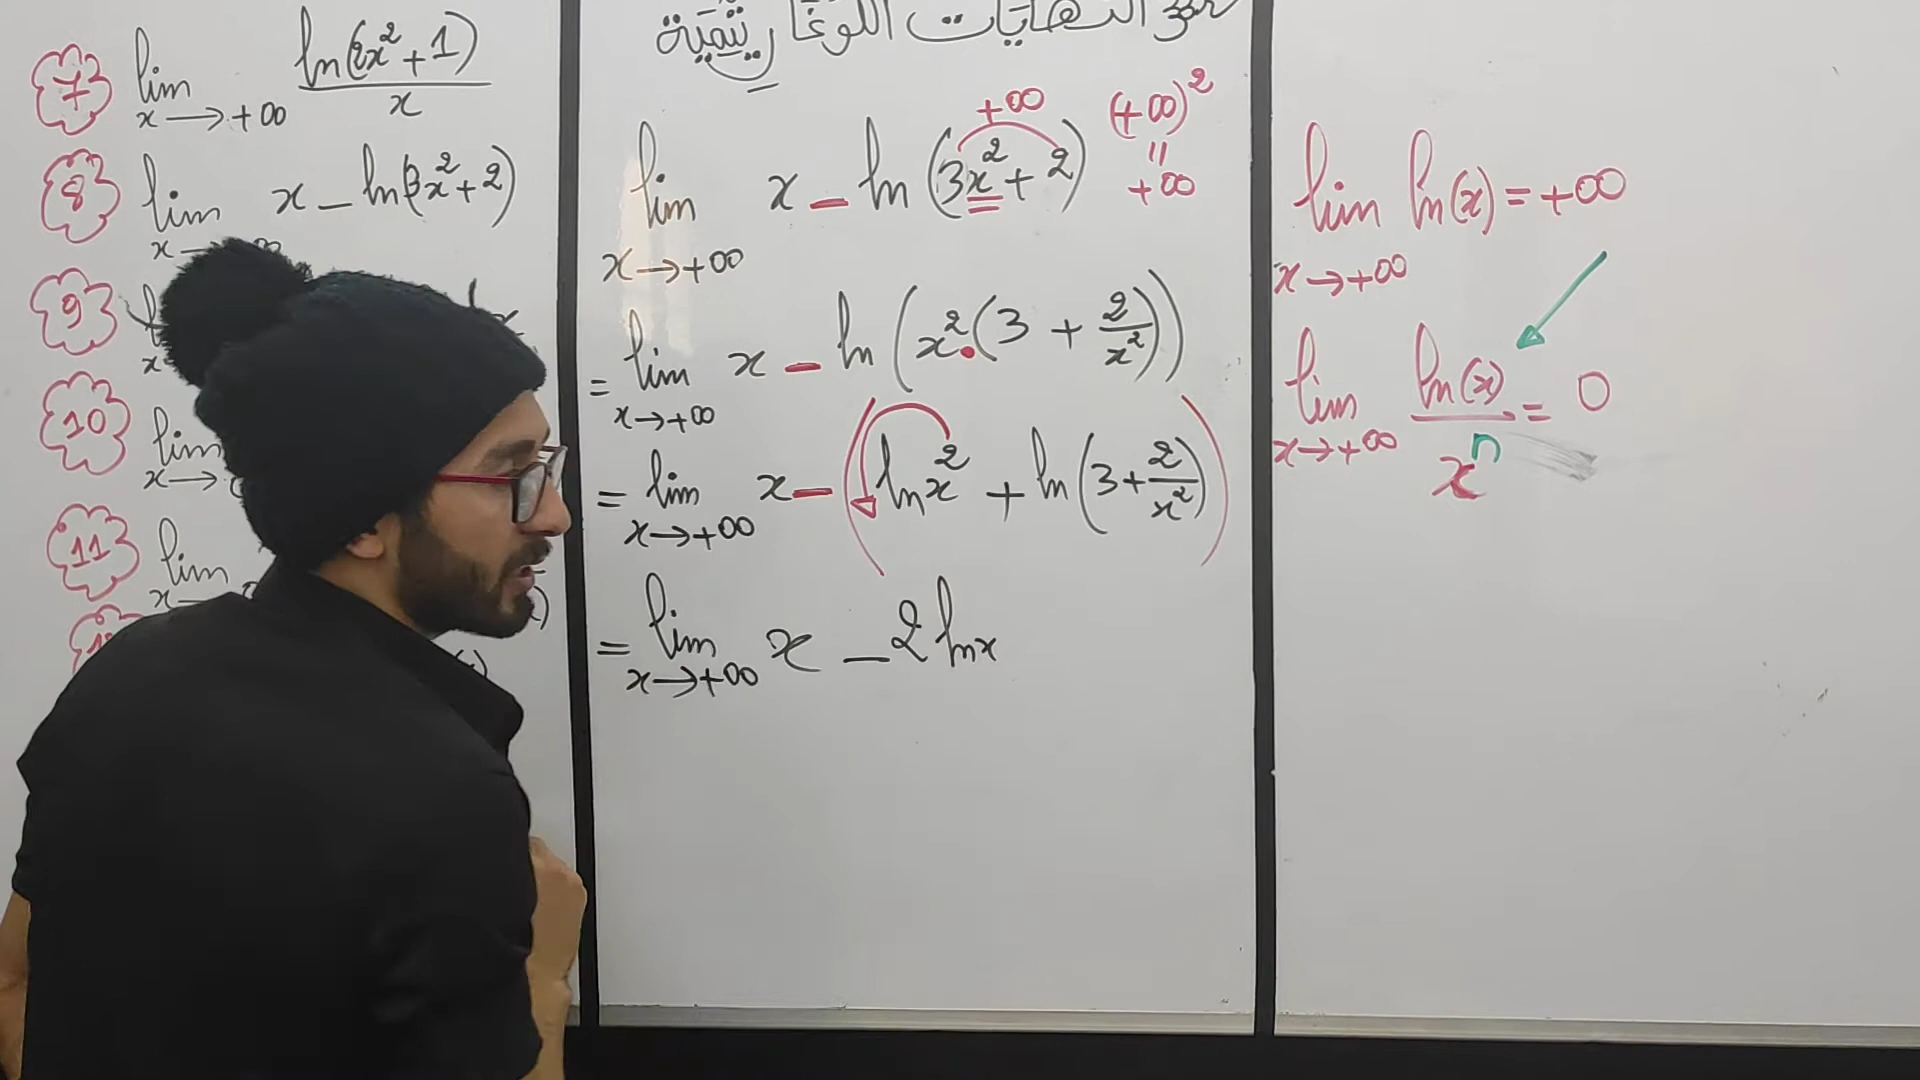 7 lim x→+∞ ln(2x²+1)/x
8 lim x→+∞ x – ln(3x²+2)
9
10 lim
x→
11 lim
x→
النهايات اللوغاريتمية
+∞ (+∞)²
lim x→+∞ x – ln(3x²+2) = +∞
= lim x→+∞ x – ln(x².(3 + 2/x²))
= lim x→+∞ x – (ln x² + ln(3+2/x²))
= lim x→+∞ x – 2 ln x
lim x→+∞ ln(x) = +∞
lim x→+∞ ln(x)/xⁿ = 0